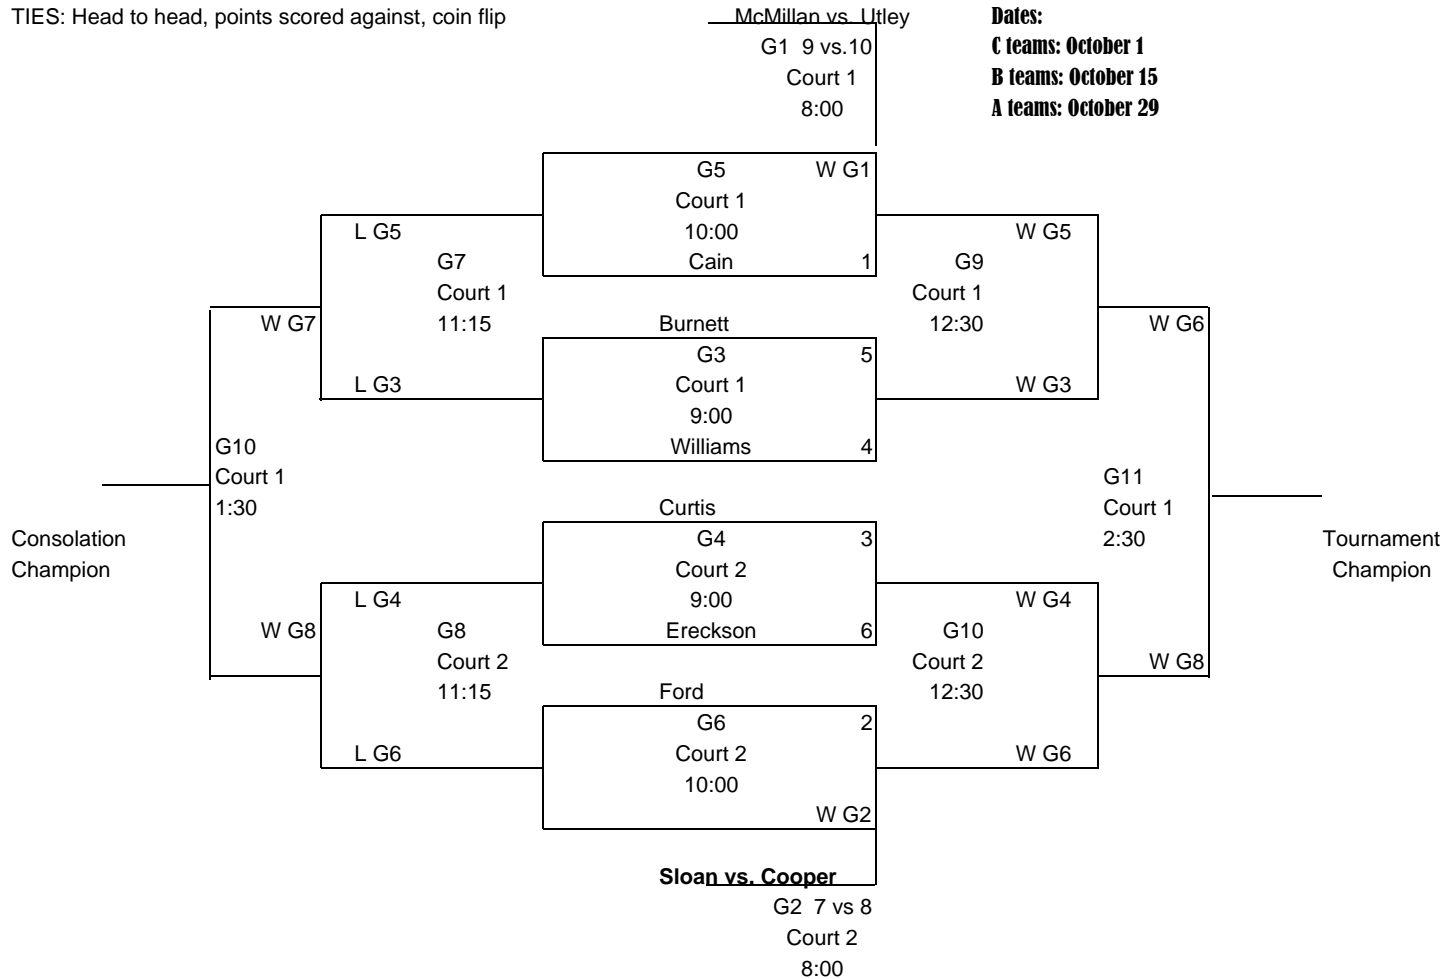 TIES: Head to head, points scored against, coin flip
McMillan vs. Utley
Dates:
G1 9 vs.10
C teams: October 1
Court 1
B teams: October 15
8:00
A teams: October 29
G5
W G1
Court 1
L G5
10:00
W G5
G7
Cain
1
G9
Court 1
Court 1
W G7
11:15
Burnett
12:30
W G6
G3
5
L G3
Court 1
W G3
9:00
G10
Williams
4
Court 1
G11
1:30
Curtis
Court 1
Consolation
G4
3
2:30
Tournament
Champion
Court 2
Champion
L G4
9:00
W G4
W G8
G8
Ereckson
6
G10
Court 2
Court 2
W G8
11:15
Ford
12:30
G6
2
L G6
Court 2
W G6
10:00
W G2
Sloan vs. Cooper
G2 7 vs 8
Court 2
8:00